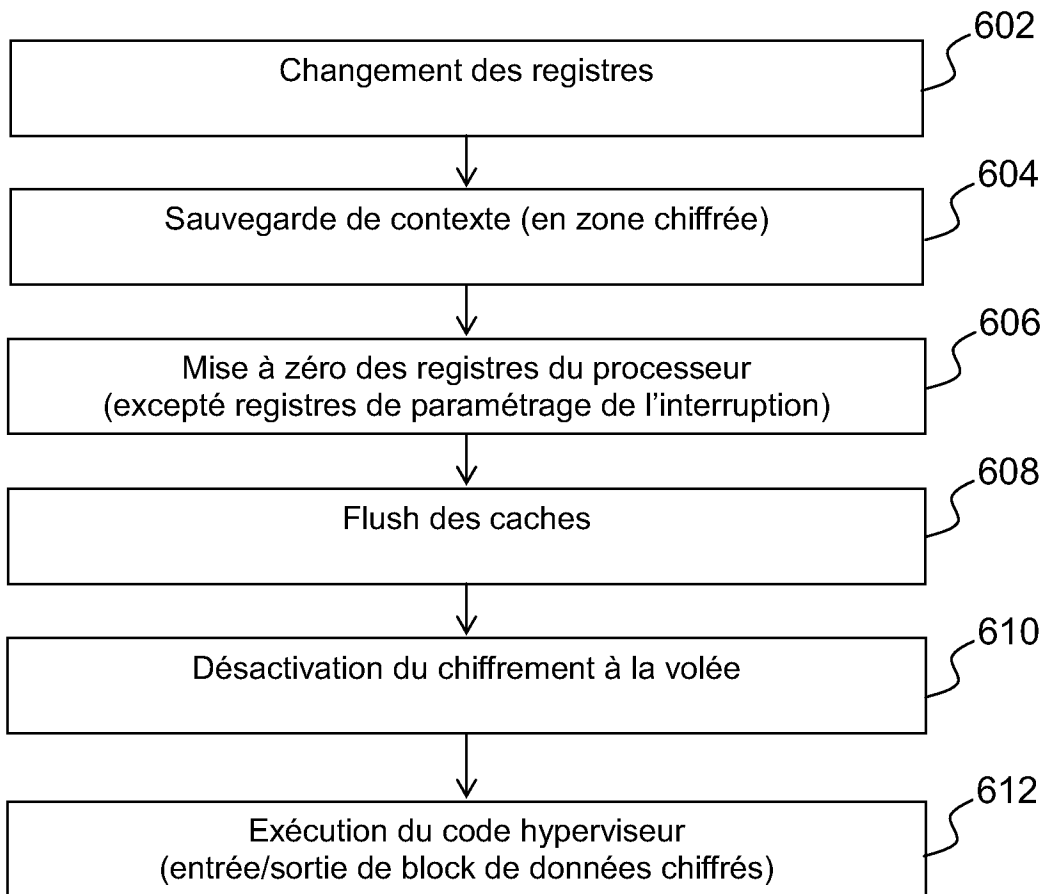 602
Changement des registres
604
Sauvegarde de contexte (en zone chiffrée)
606
Mise à zéro des registres du processeur
(excepté registres de paramétrage de l'interruption)
608
Flush des caches
610
Désactivation du chiffrement à la volée
612
Exécution du code hyperviseur
(entrée/sortie de block de données chiffrés)